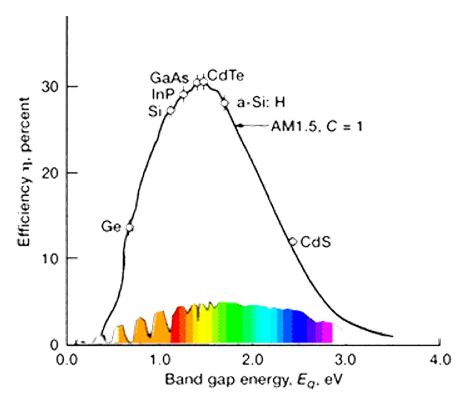 Efficiency η, percent
30
20
10
0
GaAs
CdTe
InP
Si
a-Si: H
AM1.5, C = 1
Ge
CdS
0.0 1.0 2.0 3.0 4.0
Band gap energy, Eg, eV